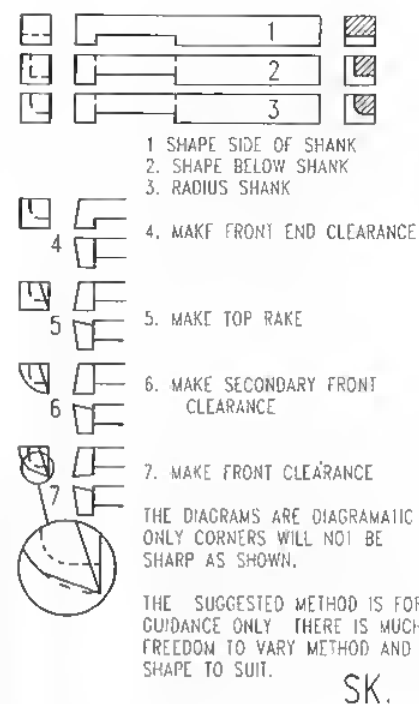 1
2
3
1 SHAPE SIDE OF SHANK
2. SHAPE BELOW SHANK
3. RADIUS SHANK
4
4. MAKE FRONT END CLEARANCE
5
5. MAKE TOP RAKE
6
6. MAKE SECONDARY FRONT
CLEARANCE
7
7. MAKE FRONT CLEARANCE
THE DIAGRAMS ARE DIAGRAMATIC
ONLY CORNERS WILL NOT BE
SHARP AS SHOWN.
THE SUGGESTED METHOD IS FOR
GUIDANCE ONLY THERE IS MUCH
FREEDOM TO VARY METHOD AND
SHAPE TO SUIT.
SK.